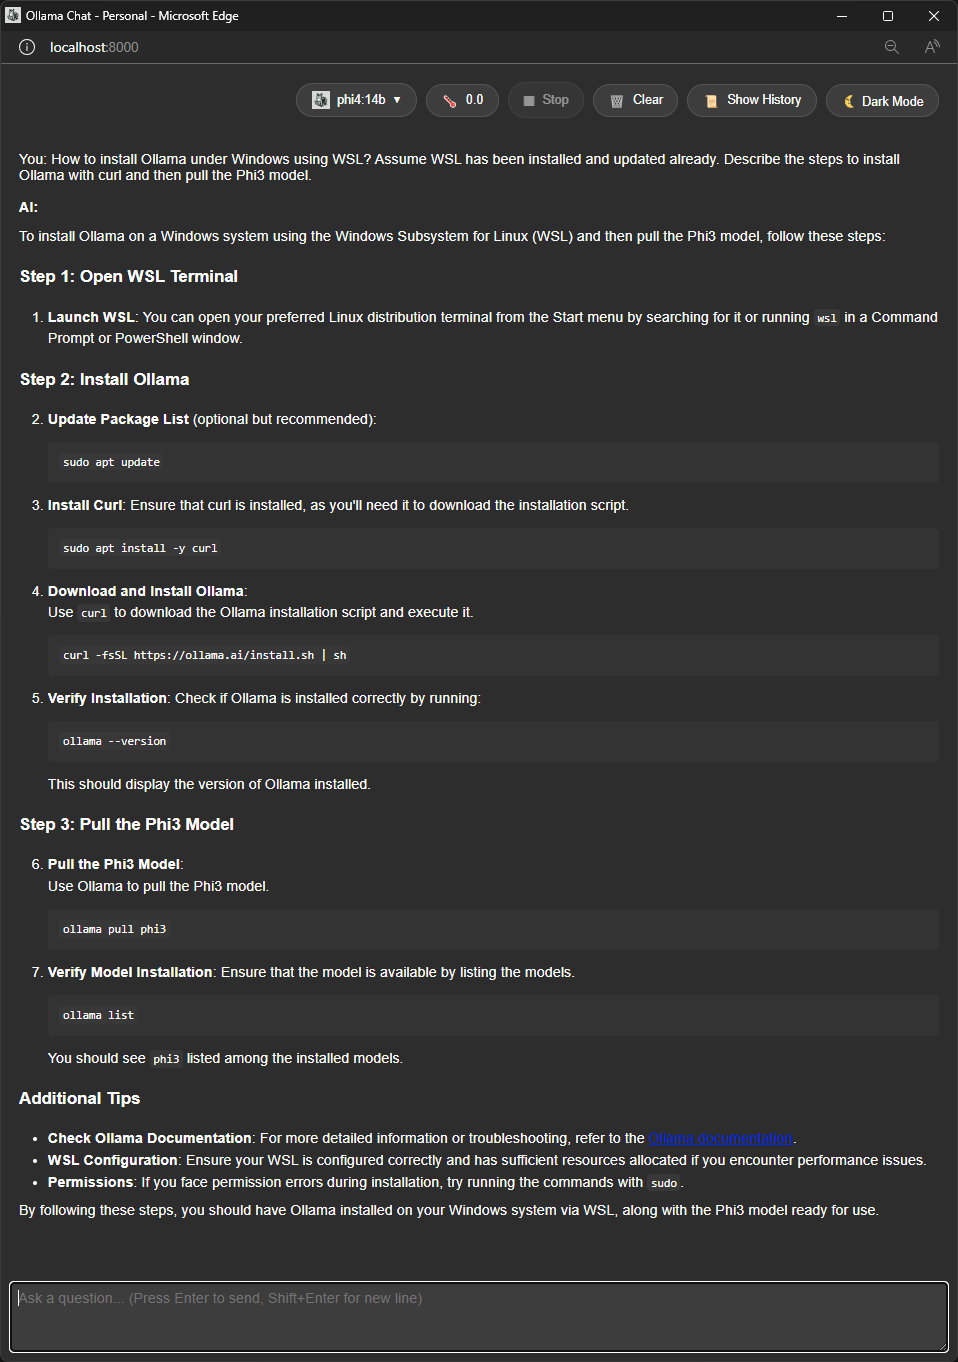 Ollama Chat - Personal - Microsoft Edge
localhost:8000
phi4:14b ▼ 0.0 Stop Clear Show History Dark Mode
You: How to install Ollama under Windows using WSL? Assume WSL has been installed and updated already. Describe the steps to install
Ollama with curl and then pull the Phi3 model.
AI:
To install Ollama on a Windows system using the Windows Subsystem for Linux (WSL) and then pull the Phi3 model, follow these steps:
Step 1: Open WSL Terminal
1. Launch WSL: You can open your preferred Linux distribution terminal from the Start menu by searching for it or running wsl in a Command
Prompt or PowerShell window.
Step 2: Install Ollama
2. Update Package List (optional but recommended):
sudo apt update
3. Install Curl: Ensure that curl is installed, as you'll need it to download the installation script.
sudo apt install -y curl
4. Download and Install Ollama:
Use curl to download the Ollama installation script and execute it.
curl -fsSL https://ollama.ai/install.sh | sh
5. Verify Installation: Check if Ollama is installed correctly by running:
ollama --version
This should display the version of Ollama installed.
Step 3: Pull the Phi3 Model
6. Pull the Phi3 Model:
Use Ollama to pull the Phi3 model.
ollama pull phi3
7. Verify Model Installation: Ensure that the model is available by listing the models.
ollama list
You should see phi3 listed among the installed models.
Additional Tips
• Check Ollama Documentation: For more detailed information or troubleshooting, refer to the Ollama documentation.
• WSL Configuration: Ensure your WSL is configured correctly and has sufficient resources allocated if you encounter performance issues.
• Permissions: If you face permission errors during installation, try running the commands with sudo.
By following these steps, you should have Ollama installed on your Windows system via WSL, along with the Phi3 model ready for use.
Ask a question... (Press Enter to send, Shift+Enter for new line)